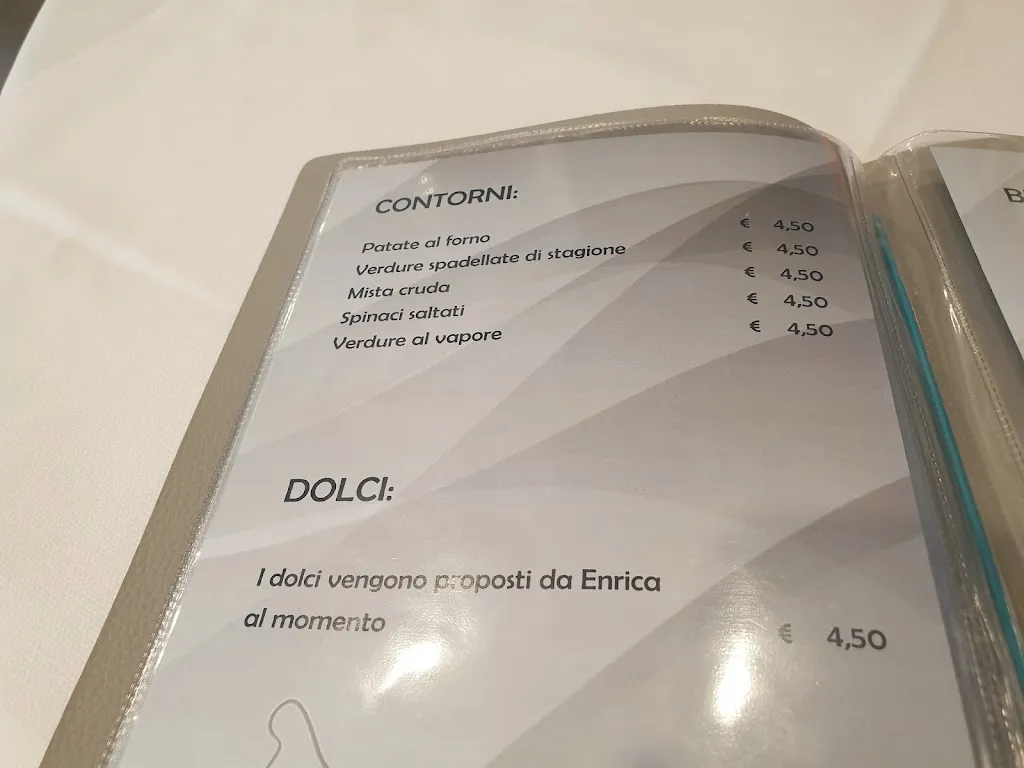 CONTORNI:
Patate al forno € 4,50
Verdure spadellate di stagione € 4,50
Mista cruda € 4,50
Spinaci saltati € 4,50
Verdure al vapore € 4,50
DOLCI:
I dolci vengono proposti da Enrica
al momento € 4,50